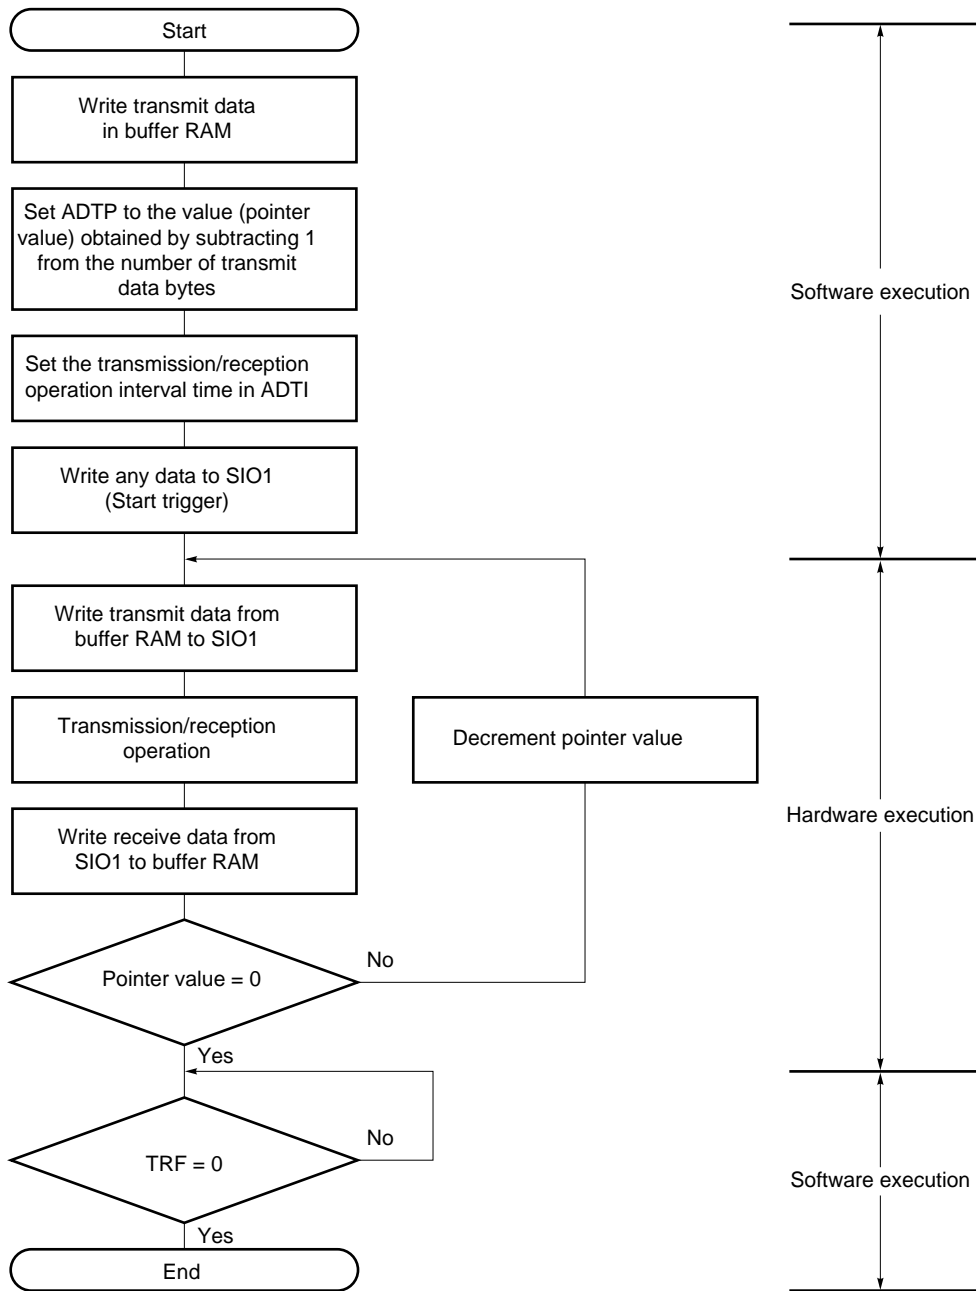 Start
Write transmit data
in buffer RAM
Set ADTP to the value (pointer
value) obtained by subtracting 1
from the number of transmit
data bytes
Software execution
Set the transmission/reception
operation interval time in ADTI
Write any data to SIO1
(Start trigger)
Write transmit data from
buffer RAM to SIO1
Transmission/reception
operation
Decrement pointer value
Hardware execution
Write receive data from
SIO1 to buffer RAM
Pointer value = 0
No
Yes
TRF = 0
No
Software execution
Yes
End